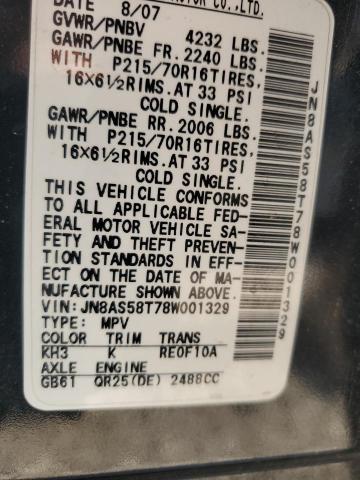 MOTOR CO.,LTD.
DATE 8/07
GVWR/PNBV 4232 LBS.
GAWR/PNBE FR. 2240 LBS.
WITH P215/70R16TIRES,
16X6½RIMS.AT 33 PSI
COLD SINGLE.
GAWR/PNBE RR. 2006 LBS.
WITH P215/70R16TIRES,
16X6½RIMS.AT 33 PSI
COLD SINGLE.
THIS VEHICLE CONFORMS
TO ALL APPLICABLE FED-
ERAL MOTOR VEHICLE SA-
FETY AND THEFT PREVEN-
TION STANDARDS IN EFF-
ECT ON THE DATE OF MA-
NUFACTURE SHOWN ABOVE.
VIN: JN8AS58T78W001329
TYPE: MPV
COLOR TRIM TRANS
KH3 K RE0F10A
AXLE ENGINE
GB61 QR25(DE) 2488CC
JN8AS58T78W001329